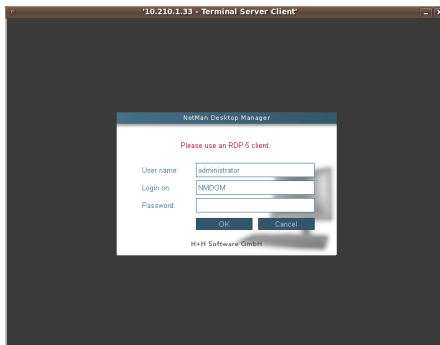 '10.210.1.33 - Terminal Server Client'
NetMan Desktop Manager
Please use an RDP 5 client.
User name: administrator
Login on: NMDOM
Password:
OK Cancel
H+H Software GmbH